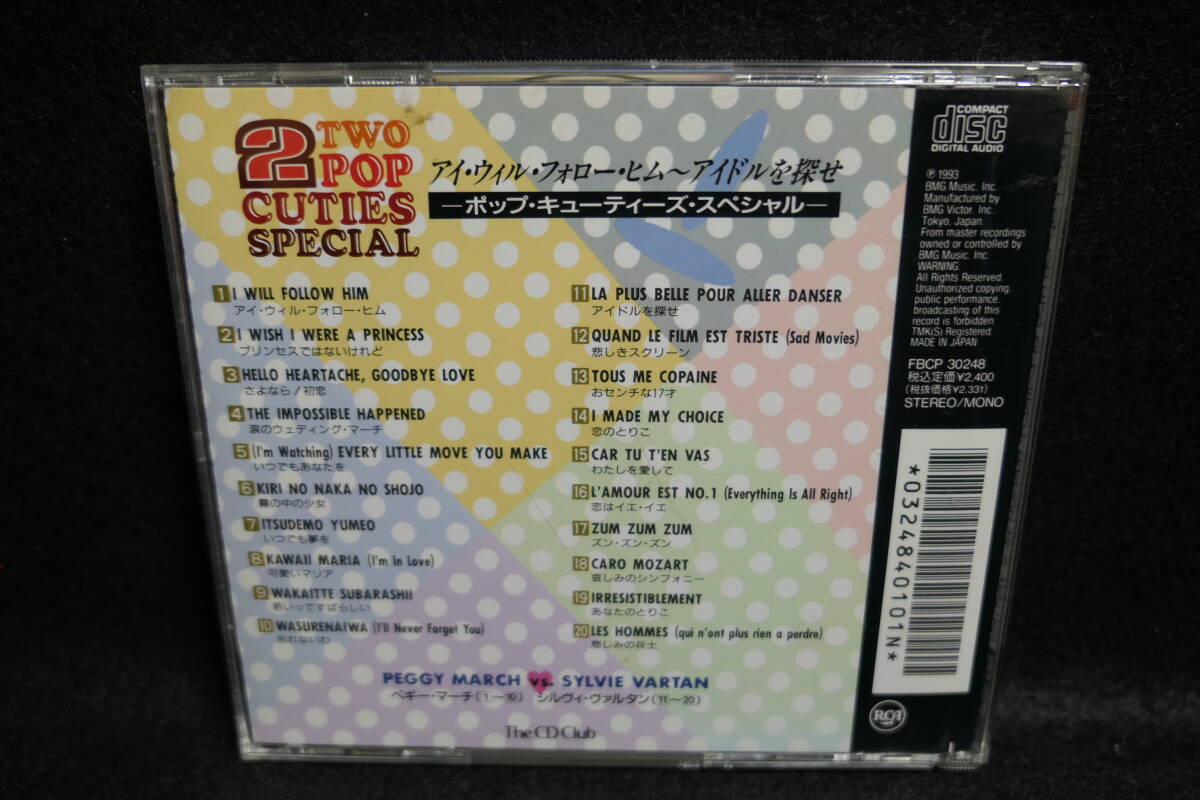 2 TWO
POP
CUTIES
SPECIAL
アイ・ウィル・フォロー・ヒム〜アイドルを探せ
―ポップ・キューティーズ・スペシャル―
1 I WILL FOLLOW HIM
アイ・ウィル・フォロー・ヒム
2 I WISH I WERE A PRINCESS
プリンセスではないけれど
3 HELLO HEARTACHE, GOODBYE LOVE
さよなら/初恋
4 THE IMPOSSIBLE HAPPENED
涙のウェディング・マーチ
5 (I'm Watching) EVERY LITTLE MOVE YOU MAKE
いつでもあなたを
6 KIRI NO NAKA NO SHOJO
霧の中の少女
7 ITSUDEMO YUMEO
いつでも夢を
8 KAWAII MARIA (I'm In Love)
可愛いマリア
9 WAKAITTE SUBARASHII
若いってすばらしい
10 WASURENAIWA (I'll Never Forget You)
忘れないわ
11 LA PLUS BELLE POUR ALLER DANSER
アイドルを探せ
12 QUAND LE FILM EST TRISTE (Sad Movies)
悲しきスクリーン
13 TOUS ME COPAINE
おセンチな17才
14 I MADE MY CHOICE
恋のとりこ
15 CAR TU T'EN VAS
わたしを愛して
16 L'AMOUR EST NO.1 (Everything Is All Right)
恋はイエ・イエ
17 ZUM ZUM ZUM
ズン・ズン・ズン
18 CARO MOZART
哀しみのシンフォニー
19 IRRESISTIBLEMENT
あなたのとりこ
20 LES HOMMES (qui n'ont plus rien a perdre)
悲しみの兵士
PEGGY MARCH vs. SYLVIE VARTAN
ペギー・マーチ(1〜10) シルヴィ・ヴァルタン(11〜20)
The CD Club
COMPACT
disc
DIGITAL AUDIO
℗1993
BMG Music. Inc.
Manufactured by
BMG Victor. Inc.
Tokyo. Japan.
From master recordings
owned or controlled by
BMG Music. Inc.
WARNING.
All Rights Reserved.
Unauthorized copying.
public performance.
broadcasting of this
record is forbidden.
TMK(S) Registered.
MADE IN JAPAN
FBCP 30248
税込定価¥2,400
(税抜価格¥2,331)
STEREO/MONO
*0324840101N*
RCA